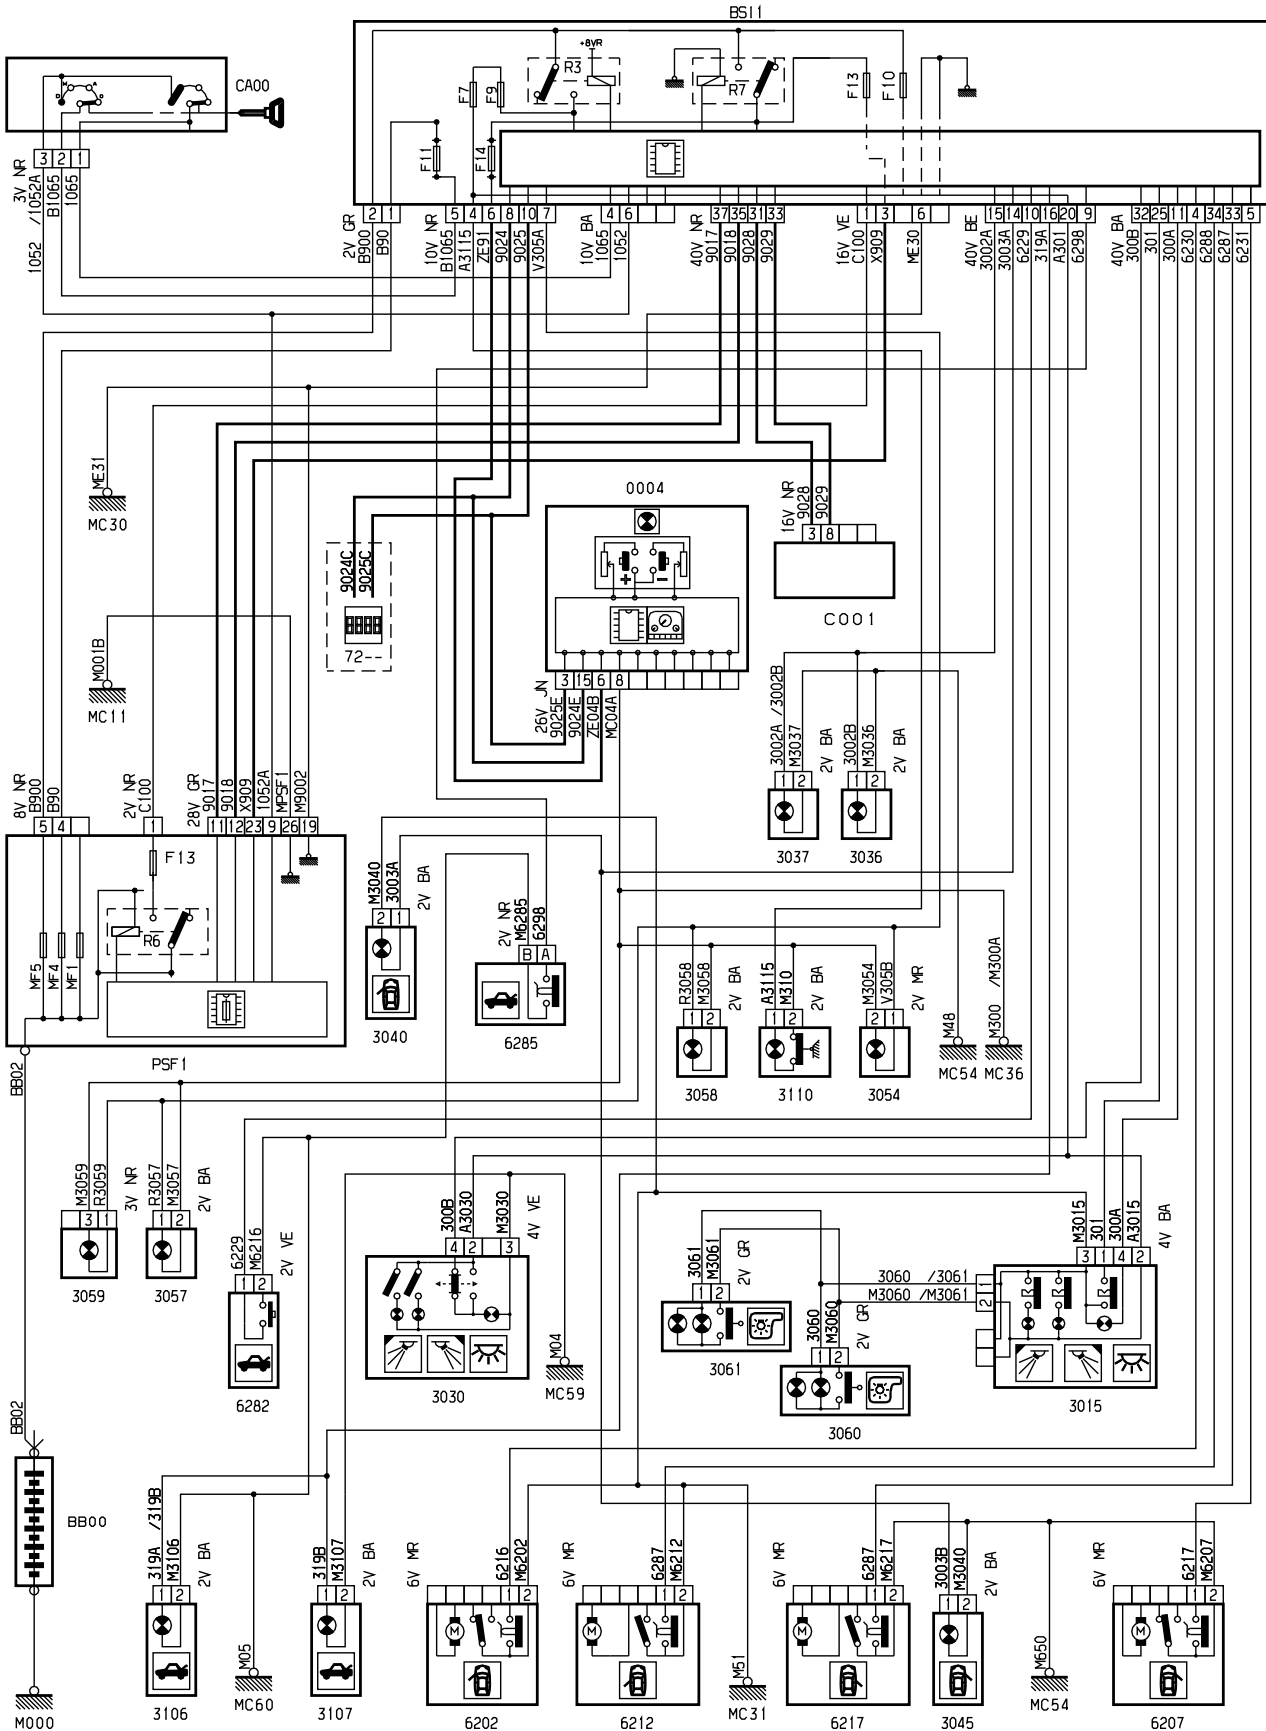 BSI1
+8VR
R3
R7
F7
F9
F13
F10
F11
F14
CA00
M
A
D
D
3 2 1
3V NR
1052 /1052A
B1065
1065
2 1
2V GR
B900
B90
5 4 6 8 10 7
10V NR
B1065
A3115
ZE91
9024
9025
V305A
4 6
10V BA
1065
1052
37 35 31 33
40V NR
9017
9018
9028
9029
1 3 6
16V VE
C100
X909
ME30
15 14 10 16 20 9
40V BE
3002A
3003A
6229
319A
A301
6298
32 25 11 4 34 33 5
40V BA
300B
301
300A
6230
6288
6287
6231
ME31
MC30
M001B
MC11
9024C
9025C
72--
0004
+ −
3 15 6 8
26V JN
9025E
9024E
ZE04B
MC04A
16V NR
9028
9029
3 8
C001
3002A /3002B
M3037
2V BA
1 2
3037
3002B
M3036
2V BA
1 2
3036
8V NR
B900
B90
5 4
2V NR
C100
1
28V GR
9017
9018
X909
1052A
MPSF1
M9002
11 12 23 9 26 19
F13
R6
MF5
MF4
MF1
PSF1
BB02
M3040
3003A
2V BA
2 1
3040
2V NR
M6285
6298
B A
6285
R3058
M3058
2V BA
1 2
3058
A3115
M310
2V BA
1 2
3110
M3054
V305B
2V MR
2 1
3054
M48
MC54
M300 /M300A
MC36
M3059
R3059
3V NR
3 1
3059
R3057
M3057
2V BA
1 2
3057
6229
M6216
2V VE
1 2
6282
300B
A3030
M3030
4V VE
4 2 3
3030
M04
MC59
3061
M3061
2V GR
1 2
3061
3060
M3060
2V GR
1 2
3060
3060 /3061
M3060 /M3061
1
2
M3015
301
300A
A3015
4V BA
3 1 4 2
3015
BB02
BB00
M000
319A /319B
M3106
2V BA
1 2
3106
M05
MC60
319B
M3107
2V BA
1 2
3107
6V MR
6216
M6202
1 2
M
6202
6V MR
6287
M6212
1 2
M
6212
M51
MC31
6V MR
6287
M6217
1 2
M
6217
3003B
M3040
2V BA
1 2
3045
M650
MC54
6V MR
6217
M6207
1 2
M
6207